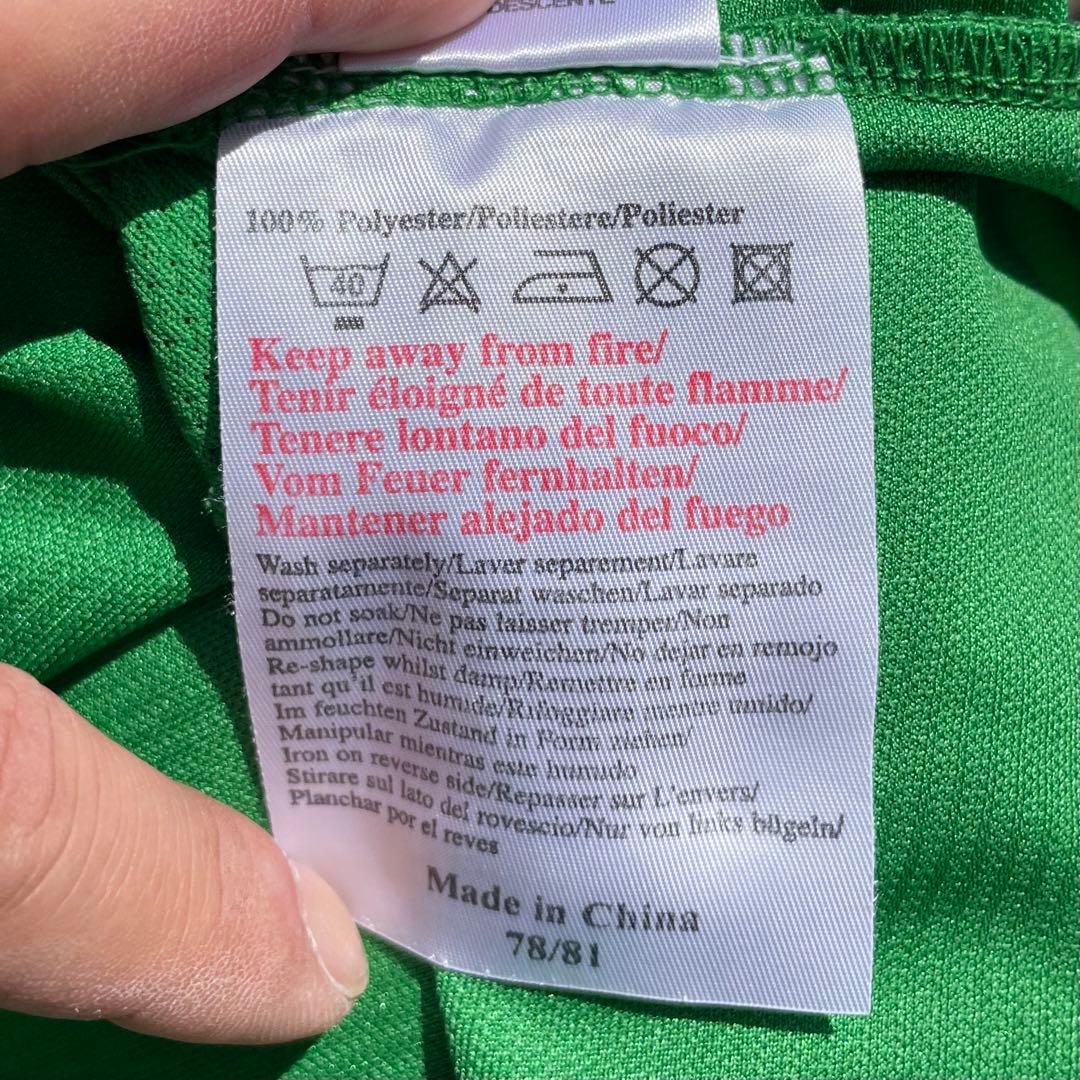 DESCENTE
100% Polyester/Poliestere/Poliester
40
Keep away from fire/
Tenir éloigné de toute flamme/
Tenere lontano del fuoco/
Vom Feuer fernhalten/
Mantener alejado del fuego
Wash separately/Laver separement/Lavare
separatamente/Separat waschen/Lavar separado
Do not soak/Ne pas laisser tremper/Non
ammollare/Nicht einweichen/No dejar en remojo
Re-shape whilst damp/Remettre en forme
tant qu'il est humide/Rifoggiare mentre umido/
Im feuchten Zustand in Form ziehen/
Manipular mientras este humudo
Iron on reverse side/Repasser sur L'envers/
Stirare sul lato del rovescio/Nur von links bügeln/
Planchar por el reves
Made in China
78/81